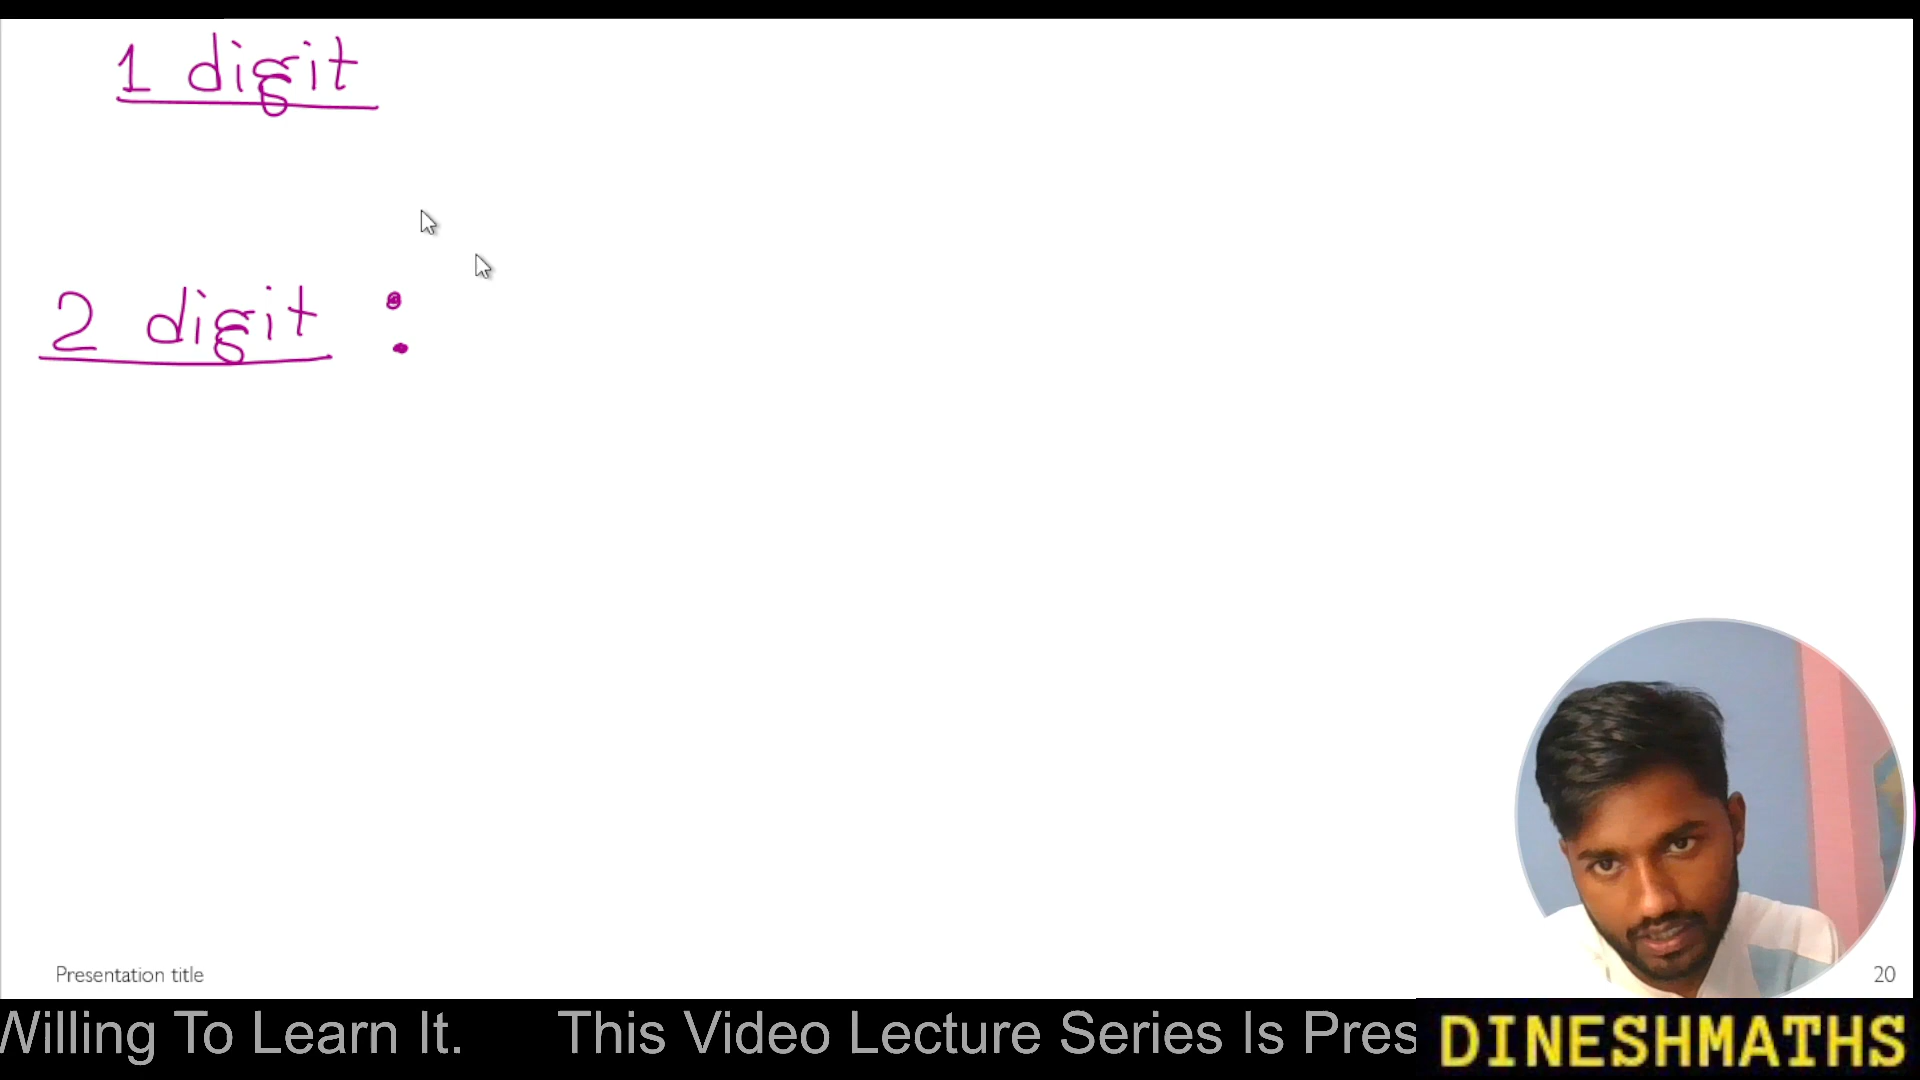 1 digit
2 digit :
Presentation title
20
Willing To Learn It. This Video Lecture Series Is Pres
DINESHMATHS